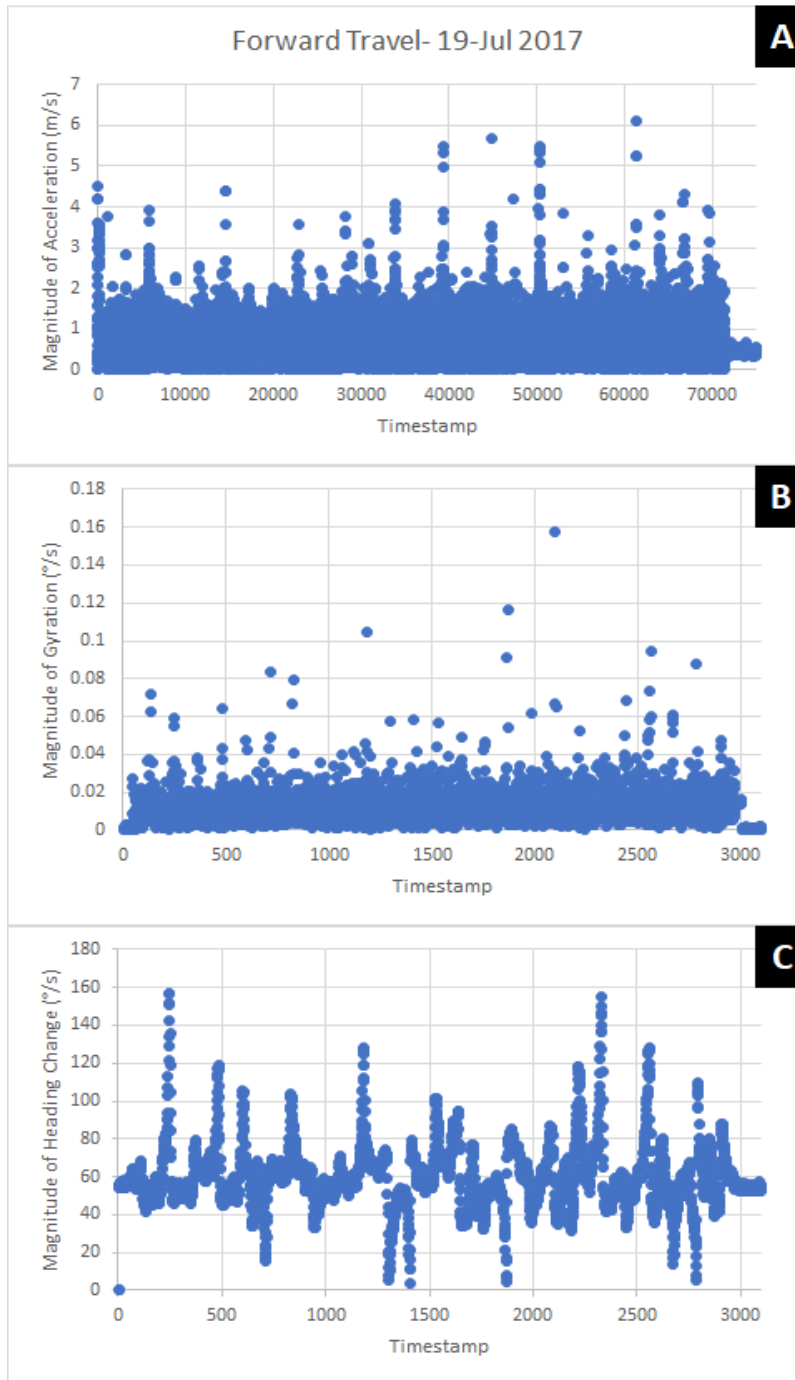 Forward Travel- 19-Jul 2017
A
Magnitude of Acceleration (m/s)
7
6
5
4
3
2
1
0
0 10000 20000 30000 40000 50000 60000 70000
Timestamp
B
Magnitude of Gyration (°/s)
0.18
0.16
0.14
0.12
0.1
0.08
0.06
0.04
0.02
0
0 500 1000 1500 2000 2500 3000
Timestamp
C
Magnitude of Heading Change (°/s)
180
160
140
120
100
80
60
40
20
0
0 500 1000 1500 2000 2500 3000
Timestamp